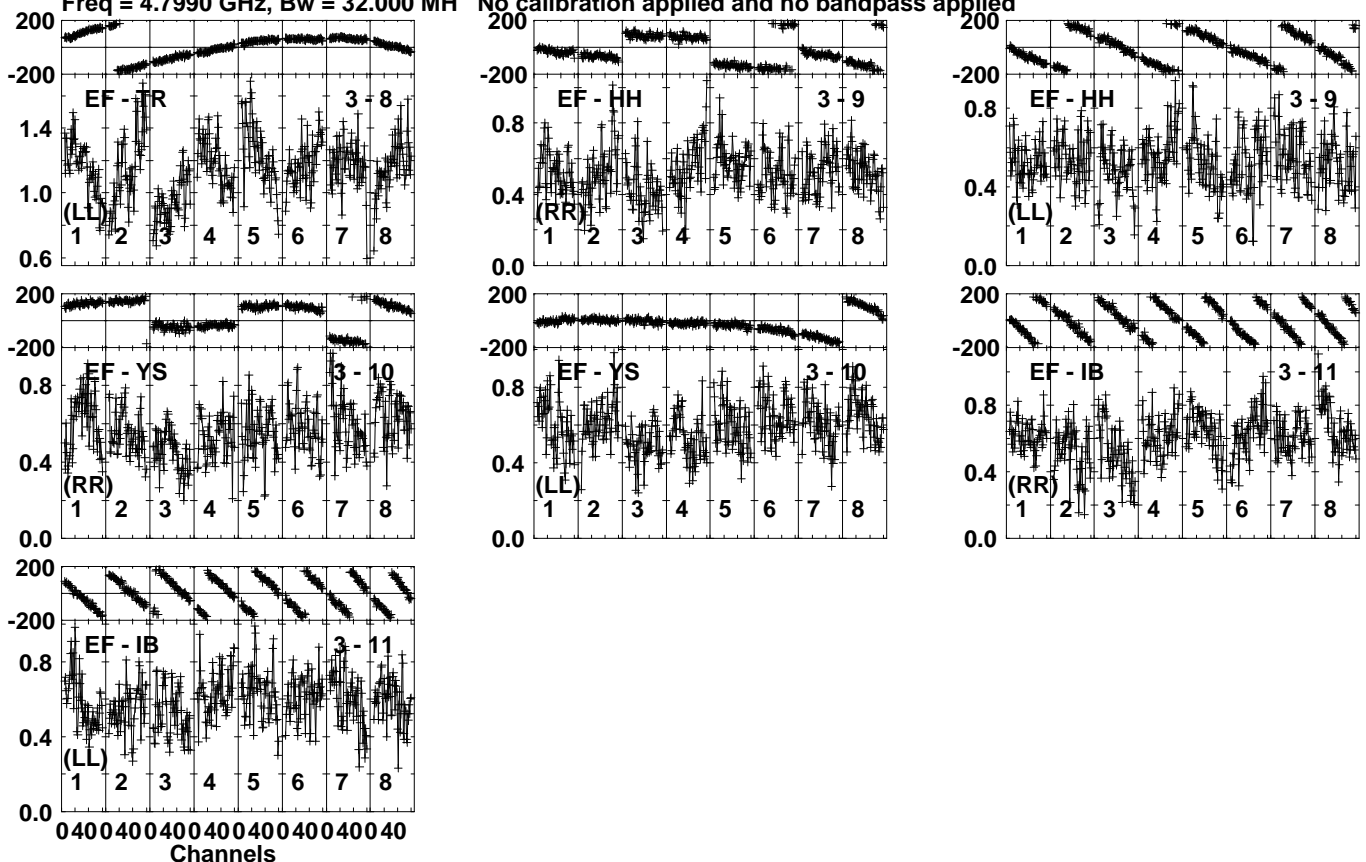 Freq = 4.7990 GHz, Bw = 32.000 MH No calibration applied and no bandpass applied
200
-200
EF - TR 3 - 8
1.4
1.0
0.6
(LL)
1 2 3 4 5 6 7 8
200
-200
EF - HH 3 - 9
0.8
0.4
0.0
(RR)
1 2 3 4 5 6 7 8
200
-200
EF - HH 3 - 9
0.8
0.4
0.0
(LL)
1 2 3 4 5 6 7 8
200
-200
EF - YS 3 - 10
0.8
0.4
0.0
(RR)
1 2 3 4 5 6 7 8
200
-200
EF - YS 3 - 10
0.8
0.4
0.0
(LL)
1 2 3 4 5 6 7 8
200
-200
EF - IB 3 - 11
0.8
0.4
0.0
(RR)
1 2 3 4 5 6 7 8
200
-200
EF - IB 3 - 11
0.8
0.4
0.0
(LL)
1 2 3 4 5 6 7 8
0 40 0 40 0 40 0 40 0 40 0 40 0 40 0 40
Channels